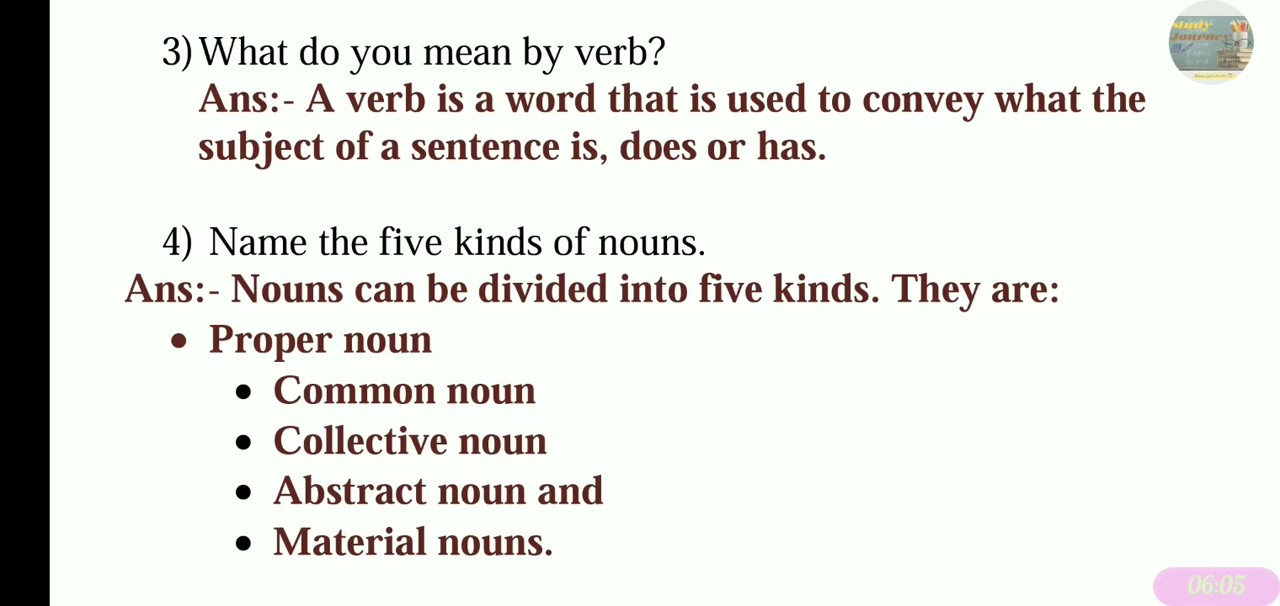 Study
Journey
3) What do you mean by verb?
Ans:- A verb is a word that is used to convey what the
subject of a sentence is, does or has.
4) Name the five kinds of nouns.
Ans:- Nouns can be divided into five kinds. They are:
• Proper noun
• Common noun
• Collective noun
• Abstract noun and
• Material nouns.
06:05